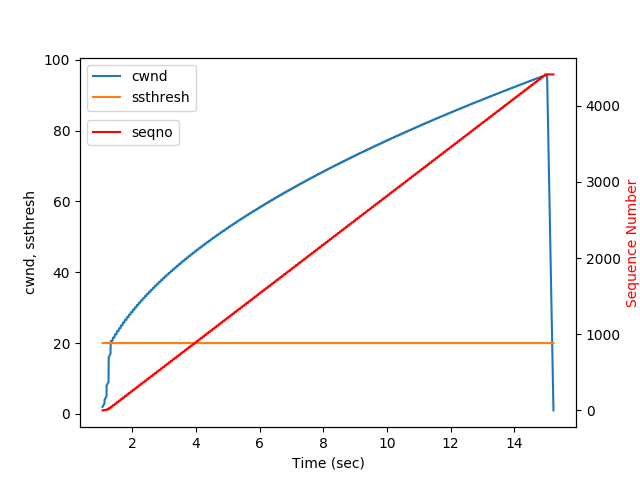 cwnd
ssthresh
seqno
100
80
60
40
20
0
cwnd, ssthresh
4000
3000
2000
1000
0
Sequence Number
2 4 6 8 10 12 14
Time (sec)